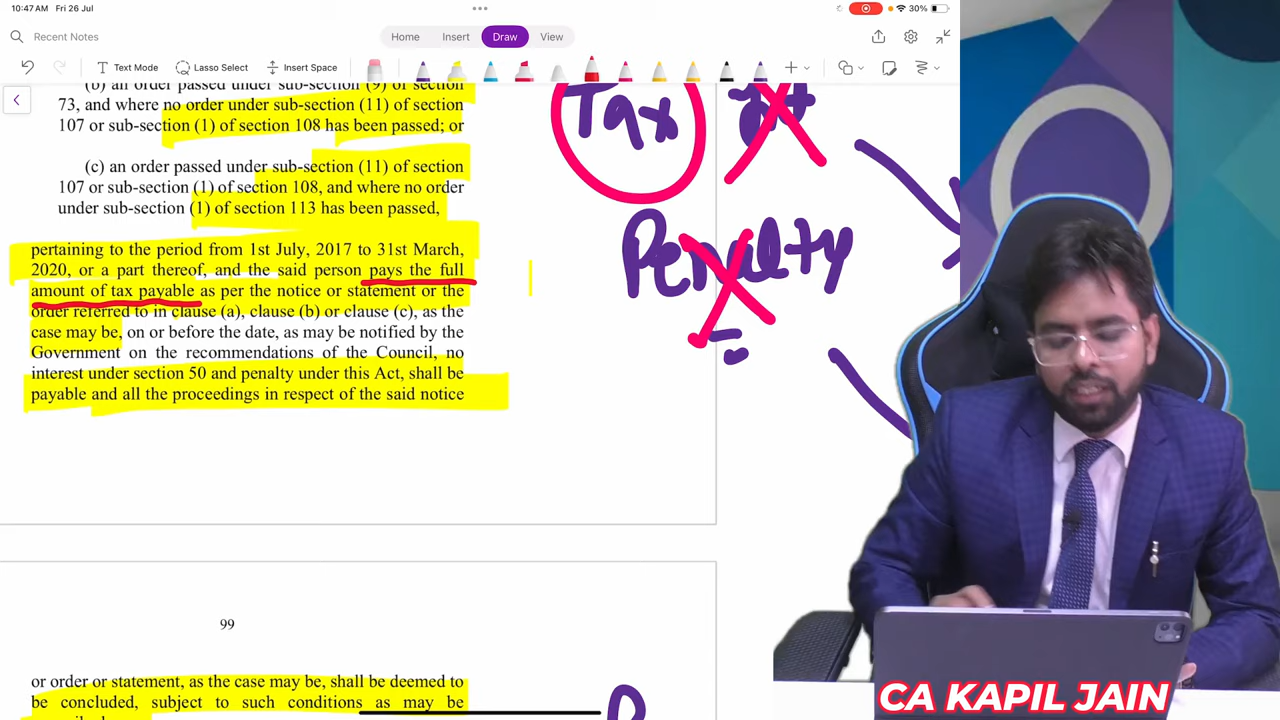 10:47 AM Fri 26 Jul
30%
Recent Notes
Home Insert Draw View
Text Mode Lasso Select Insert Space
(b) an order passed under sub-section (9) of section
73, and where no order under sub-section (11) of section
107 or sub-section (1) of section 108 has been passed; or
(c) an order passed under sub-section (11) of section
107 or sub-section (1) of section 108, and where no order
under sub-section (1) of section 113 has been passed,
pertaining to the period from 1st July, 2017 to 31st March,
2020, or a part thereof, and the said person pays the full
amount of tax payable as per the notice or statement or the
order referred to in clause (a), clause (b) or clause (c), as the
case may be, on or before the date, as may be notified by the
Government on the recommendations of the Council, no
interest under section 50 and penalty under this Act, shall be
payable and all the proceedings in respect of the said notice
99
or order or statement, as the case may be, shall be deemed to
be concluded, subject to such conditions as may be
Tax
Penalty
CA KAPIL JAIN